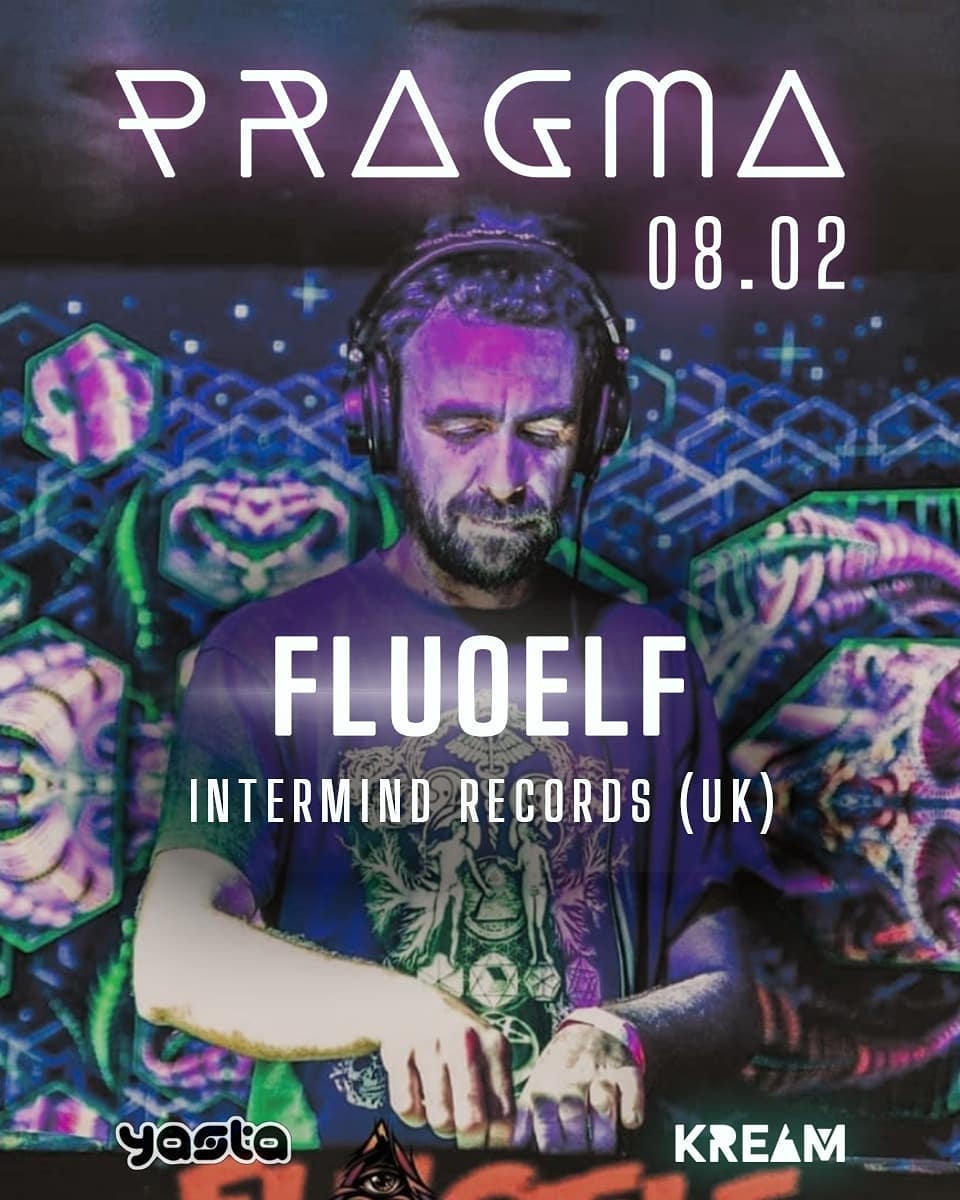 PRAGMA
08.02
FLUOELF
INTERMIND RECORDS (UK)
yasta
KREAM